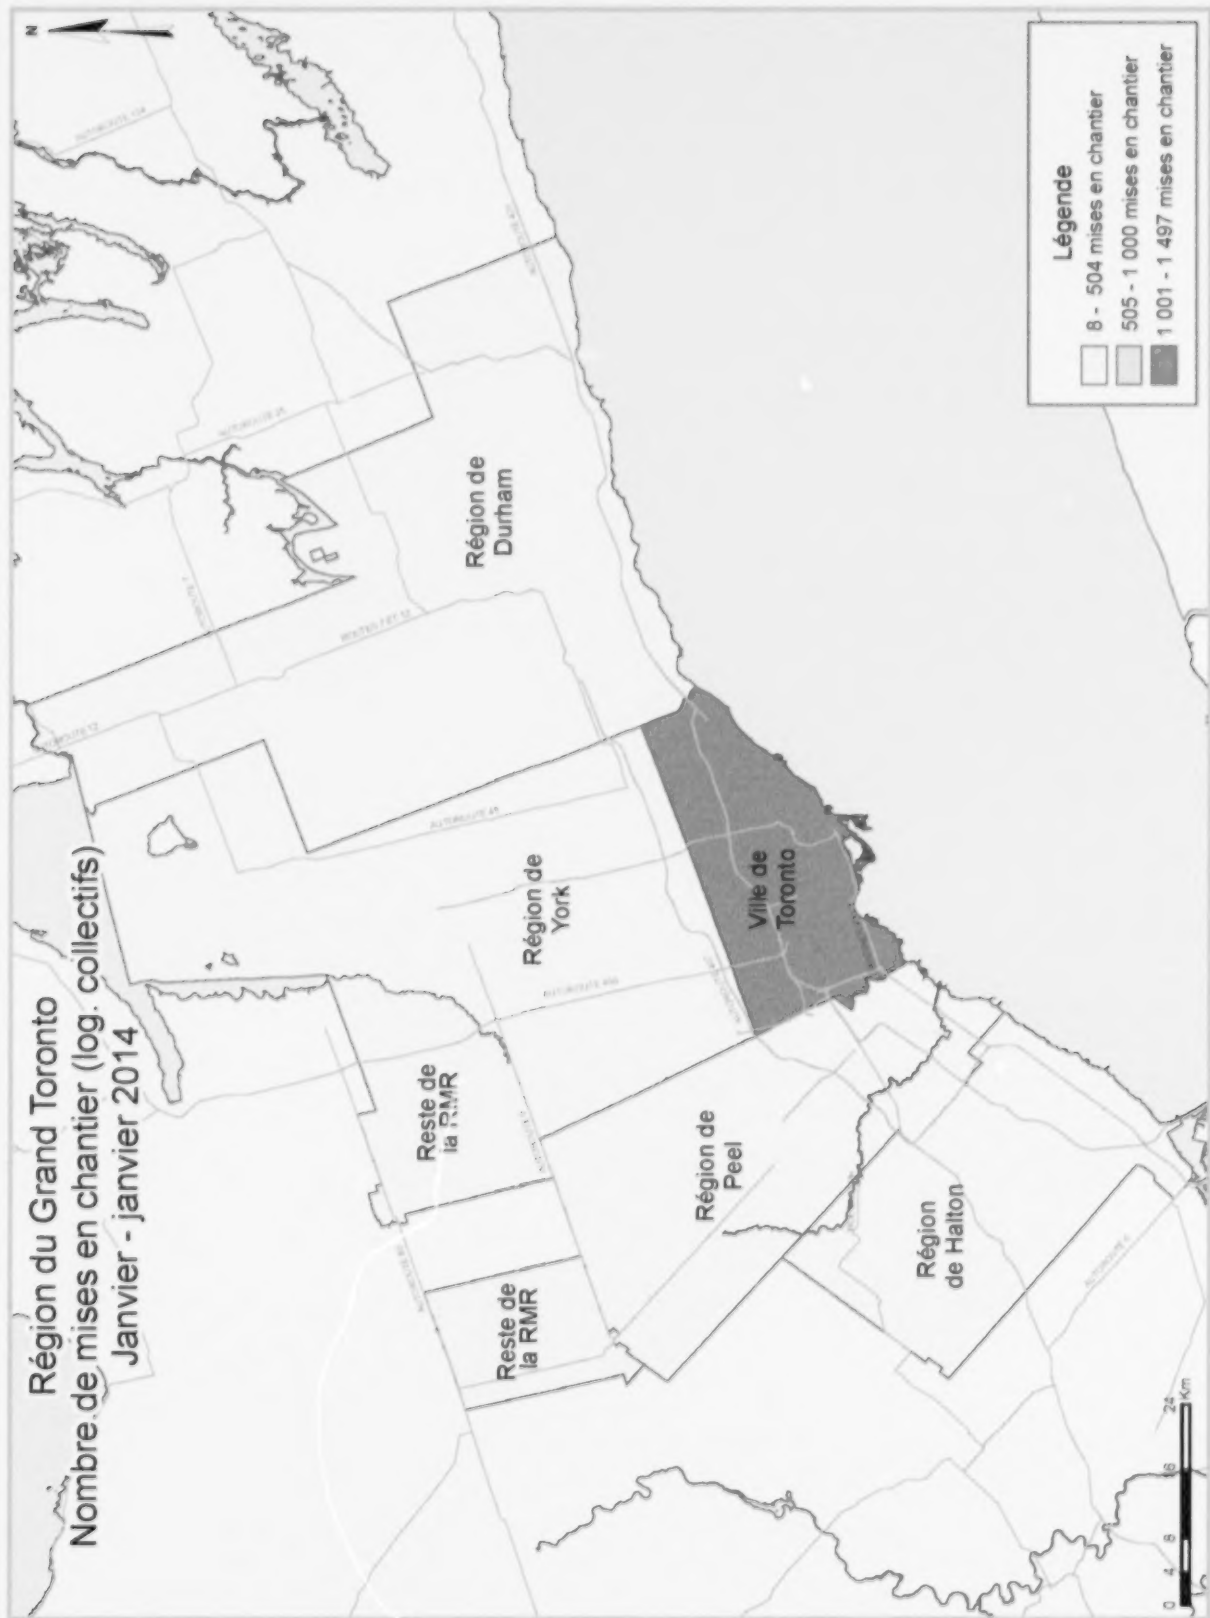 Région du Grand Toronto
Nombre de mises en chantier (log. collectifs)
Janvier - janvier 2014
N
Région de
Durham
Région de
York
Ville de
Toronto
Reste de
la RMR
Reste de
la RMR
Région de
Peel
Région
de Halton
AUTOROUTE 6
Légende
8 - 504 mises en chantier
505 - 1 000 mises en chantier
1 001 - 1 497 mises en chantier
0 4 8 16 24
Km